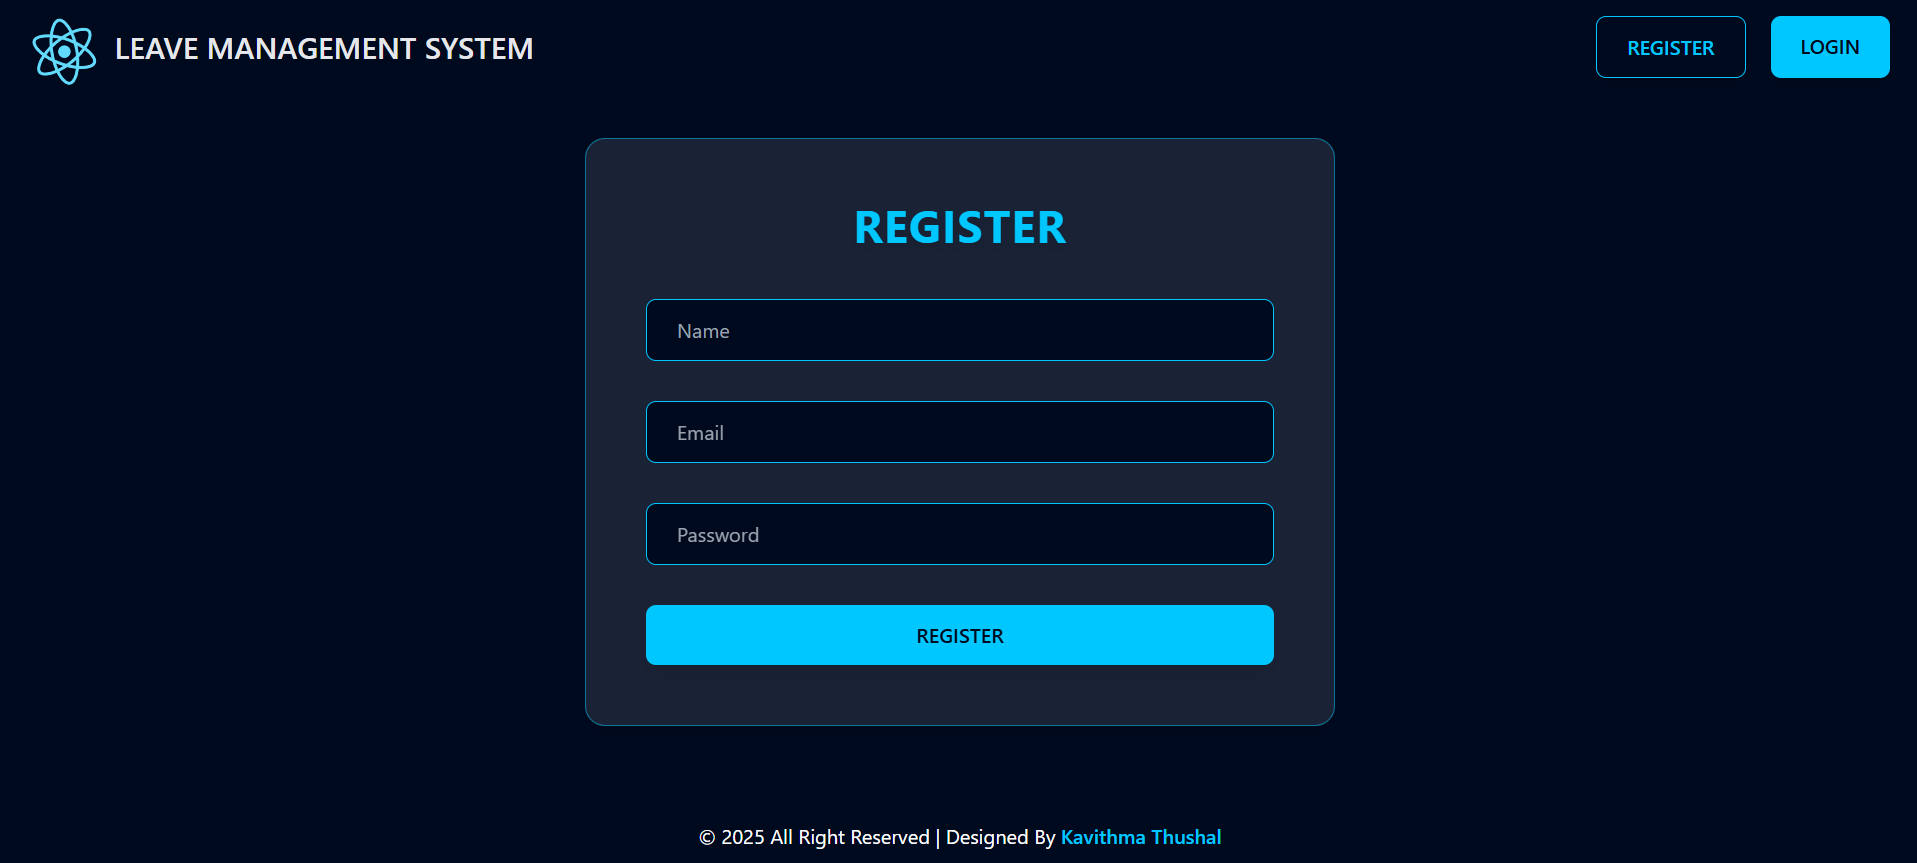 LEAVE MANAGEMENT SYSTEM
REGISTER
LOGIN
REGISTER
Name
Email
Password
REGISTER
© 2025 All Right Reserved | Designed By Kavithma Thushal